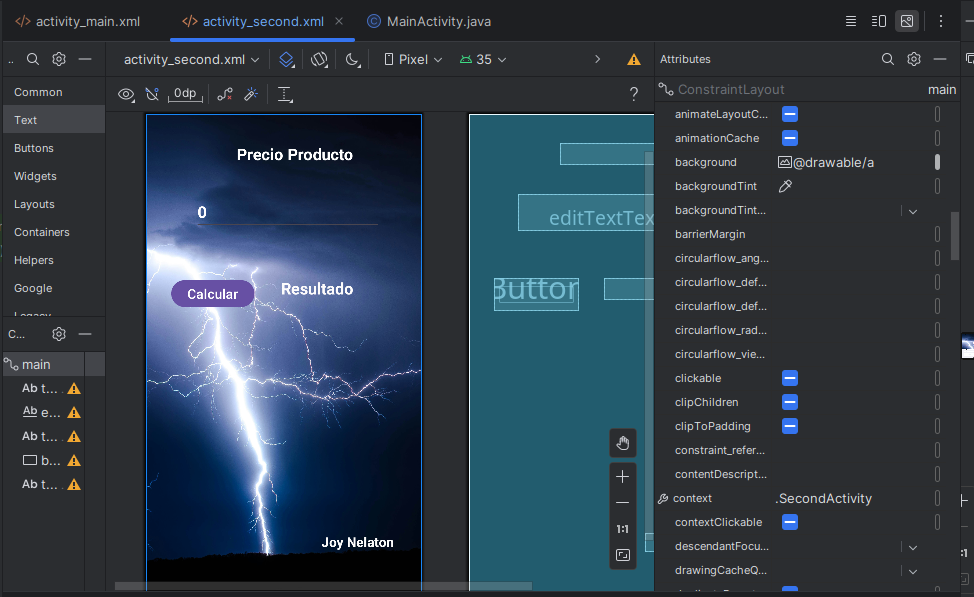 activity_main.xml activity_second.xml MainActivity.java
activity_second.xml Pixel 35 Attributes
0dp ? ConstraintLayout main
Common
Text
Buttons
Widgets
Layouts
Containers
Helpers
Google
Legacy
C...
main
Ab t...
Ab e...
Ab t...
b...
Ab t...
Precio Producto
0
Calcular Resultado
Joy Nelaton
editTextTex
Button
1:1
animateLayoutC...
animationCache
background @drawable/a
backgroundTint
backgroundTint...
barrierMargin
circularflow_ang...
circularflow_def...
circularflow_def...
circularflow_rad...
circularflow_vie...
clickable
clipChildren
clipToPadding
constraint_refer...
contentDescript...
context .SecondActivity
contextClickable
descendantFocu...
drawingCacheQ...